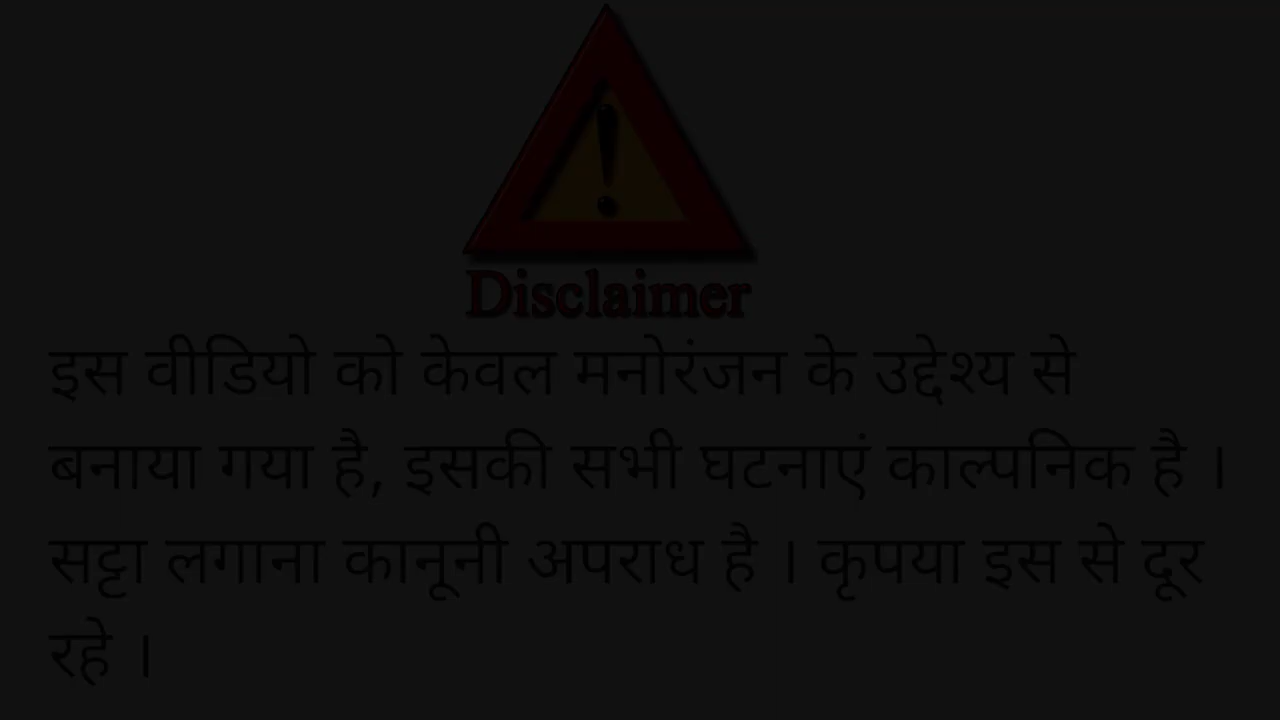 Disclaimer
इस वीडियो को केवल मनोरंजन के उद्देश्य से
बनाया गया है, इसकी सभी घटनाएं काल्पनिक है ।
सट्टा लगाना कानूनी अपराध है । कृपया इस से दूर
रहे ।